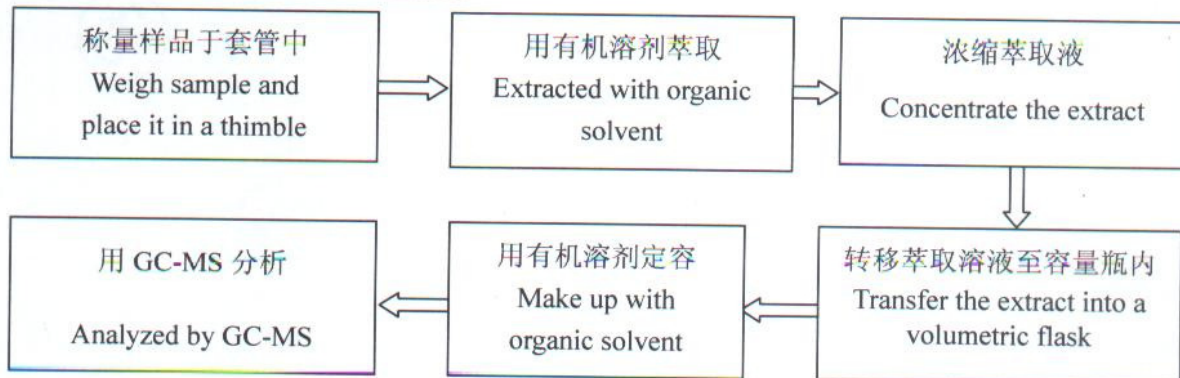 称量样品于套管中
Weigh sample and
place it in a thimble
用有机溶剂萃取
Extracted with organic
solvent
浓缩萃取液
Concentrate the extract
转移萃取溶液至容量瓶内
Transfer the extract into a
volumetric flask
用有机溶剂定容
Make up with
organic solvent
用 GC-MS 分析
Analyzed by GC-MS